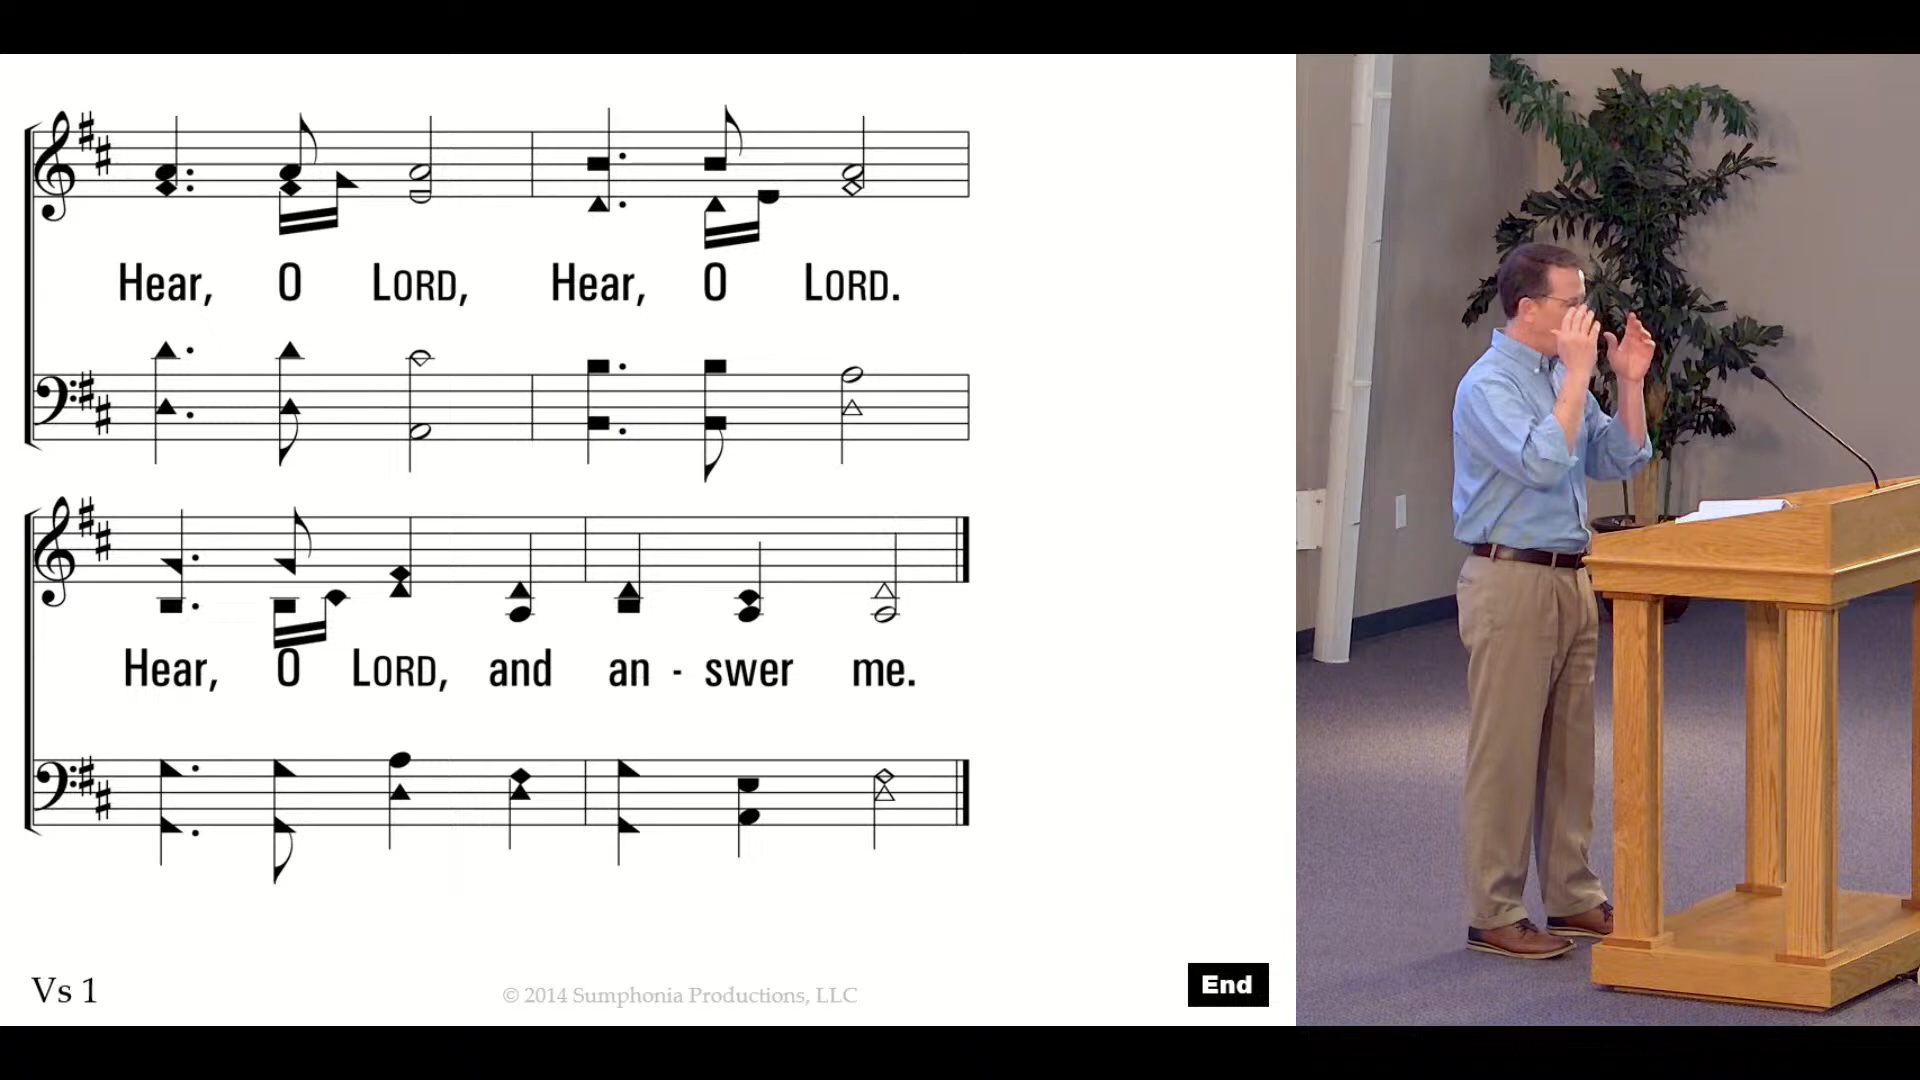 Hear, O LORD, Hear, O LORD.
Hear, O LORD, and an - swer me.
Vs 1
© 2014 Sumphonia Productions, LLC
End